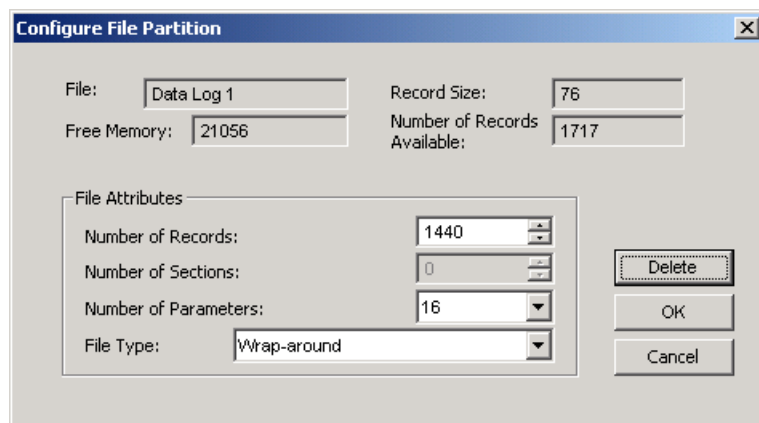 Configure File Partition
File: Data Log 1
Record Size: 76
Free Memory: 21056
Number of Records
Available: 1717
File Attributes
Number of Records: 1440
Number of Sections: 0
Number of Parameters: 16
File Type: Wrap-around
Delete
OK
Cancel